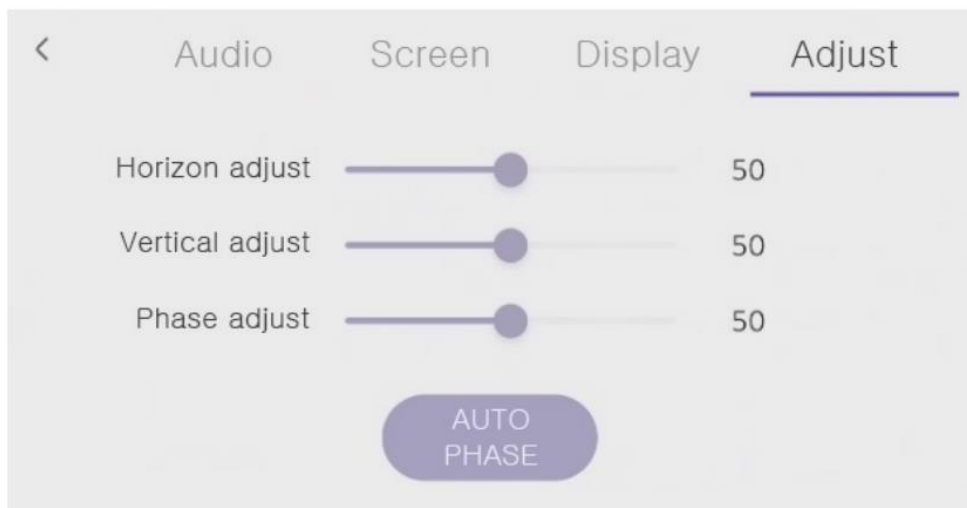 Audio Screen Display Adjust
Horizon adjust 50
Vertical adjust 50
Phase adjust 50
AUTO
PHASE